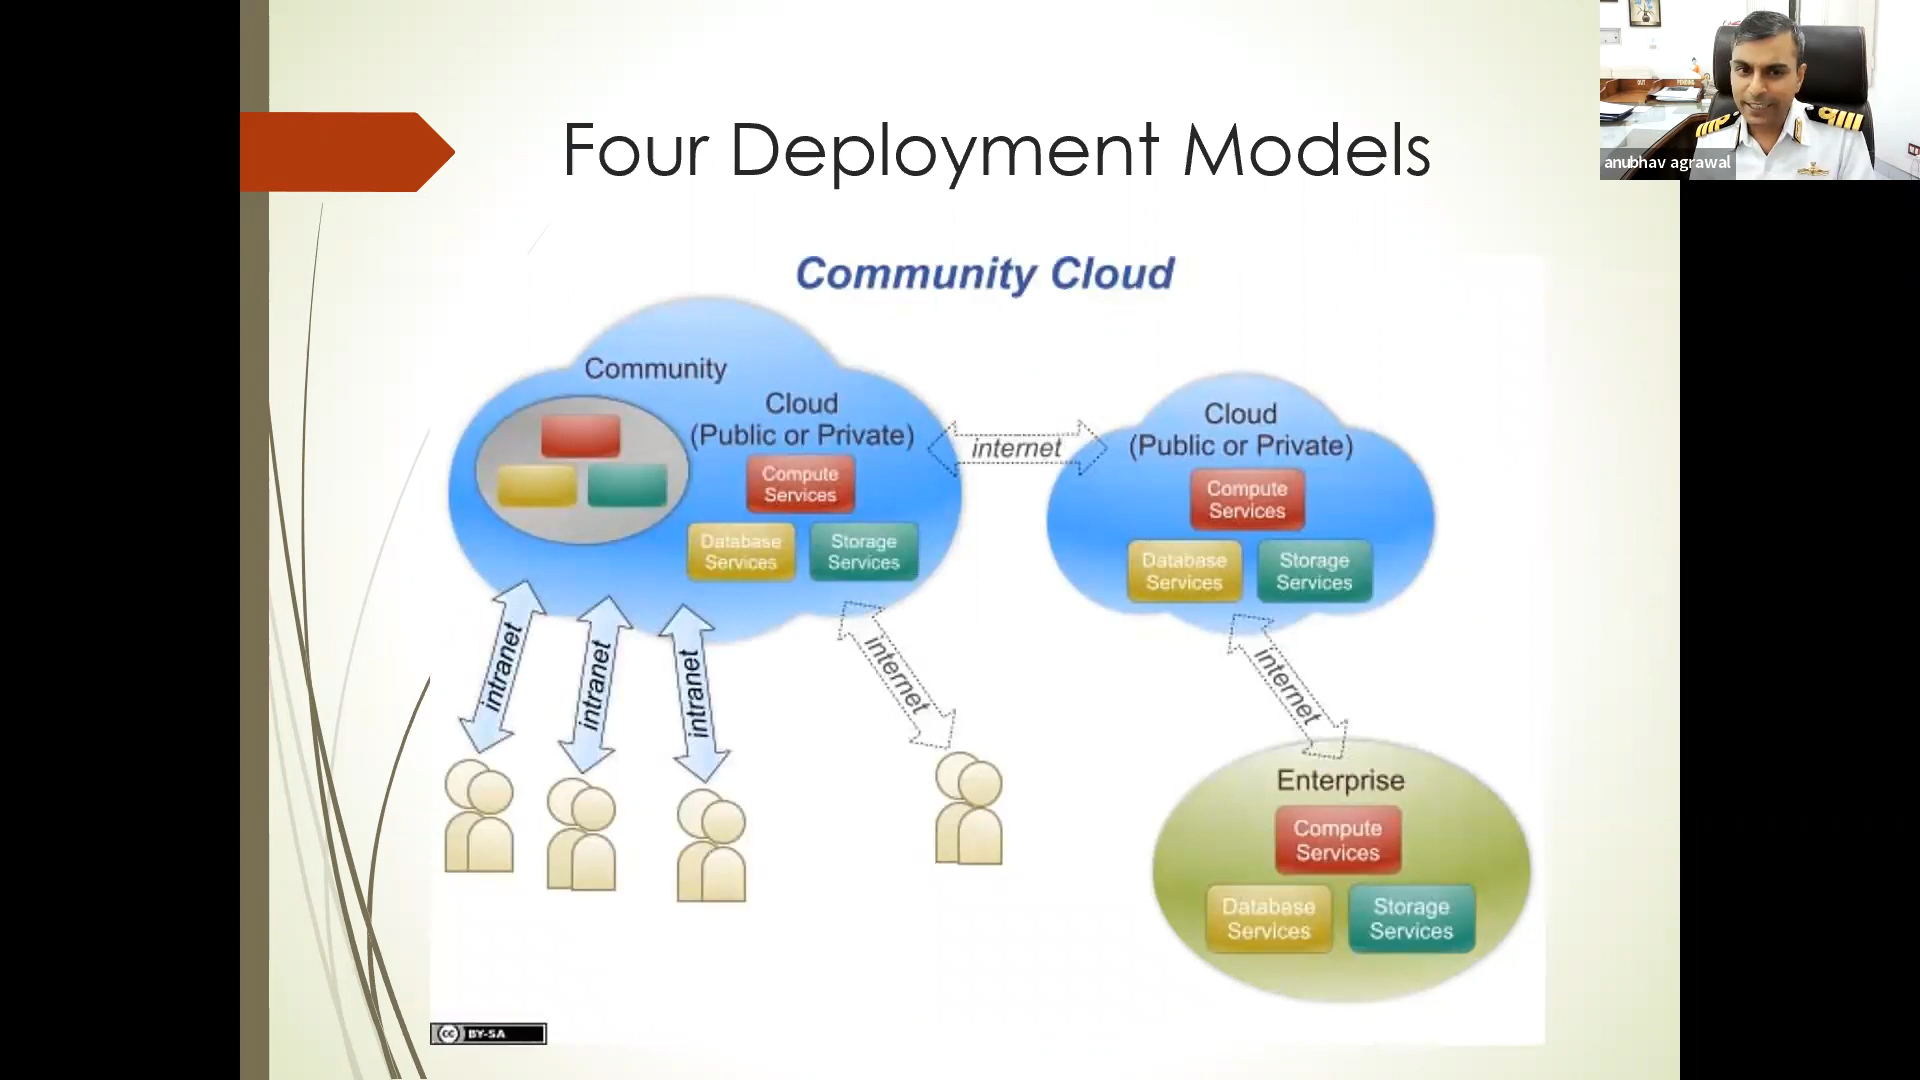 Four Deployment Models
anubhav agrawal
Community Cloud
Community
Cloud
(Public or Private)
Compute
Services
Database
Services
Storage
Services
internet
Cloud
(Public or Private)
Compute
Services
Database
Services
Storage
Services
intranet
intranet
intranet
internet
internet
Enterprise
Compute
Services
Database
Services
Storage
Services
cc BY-SA